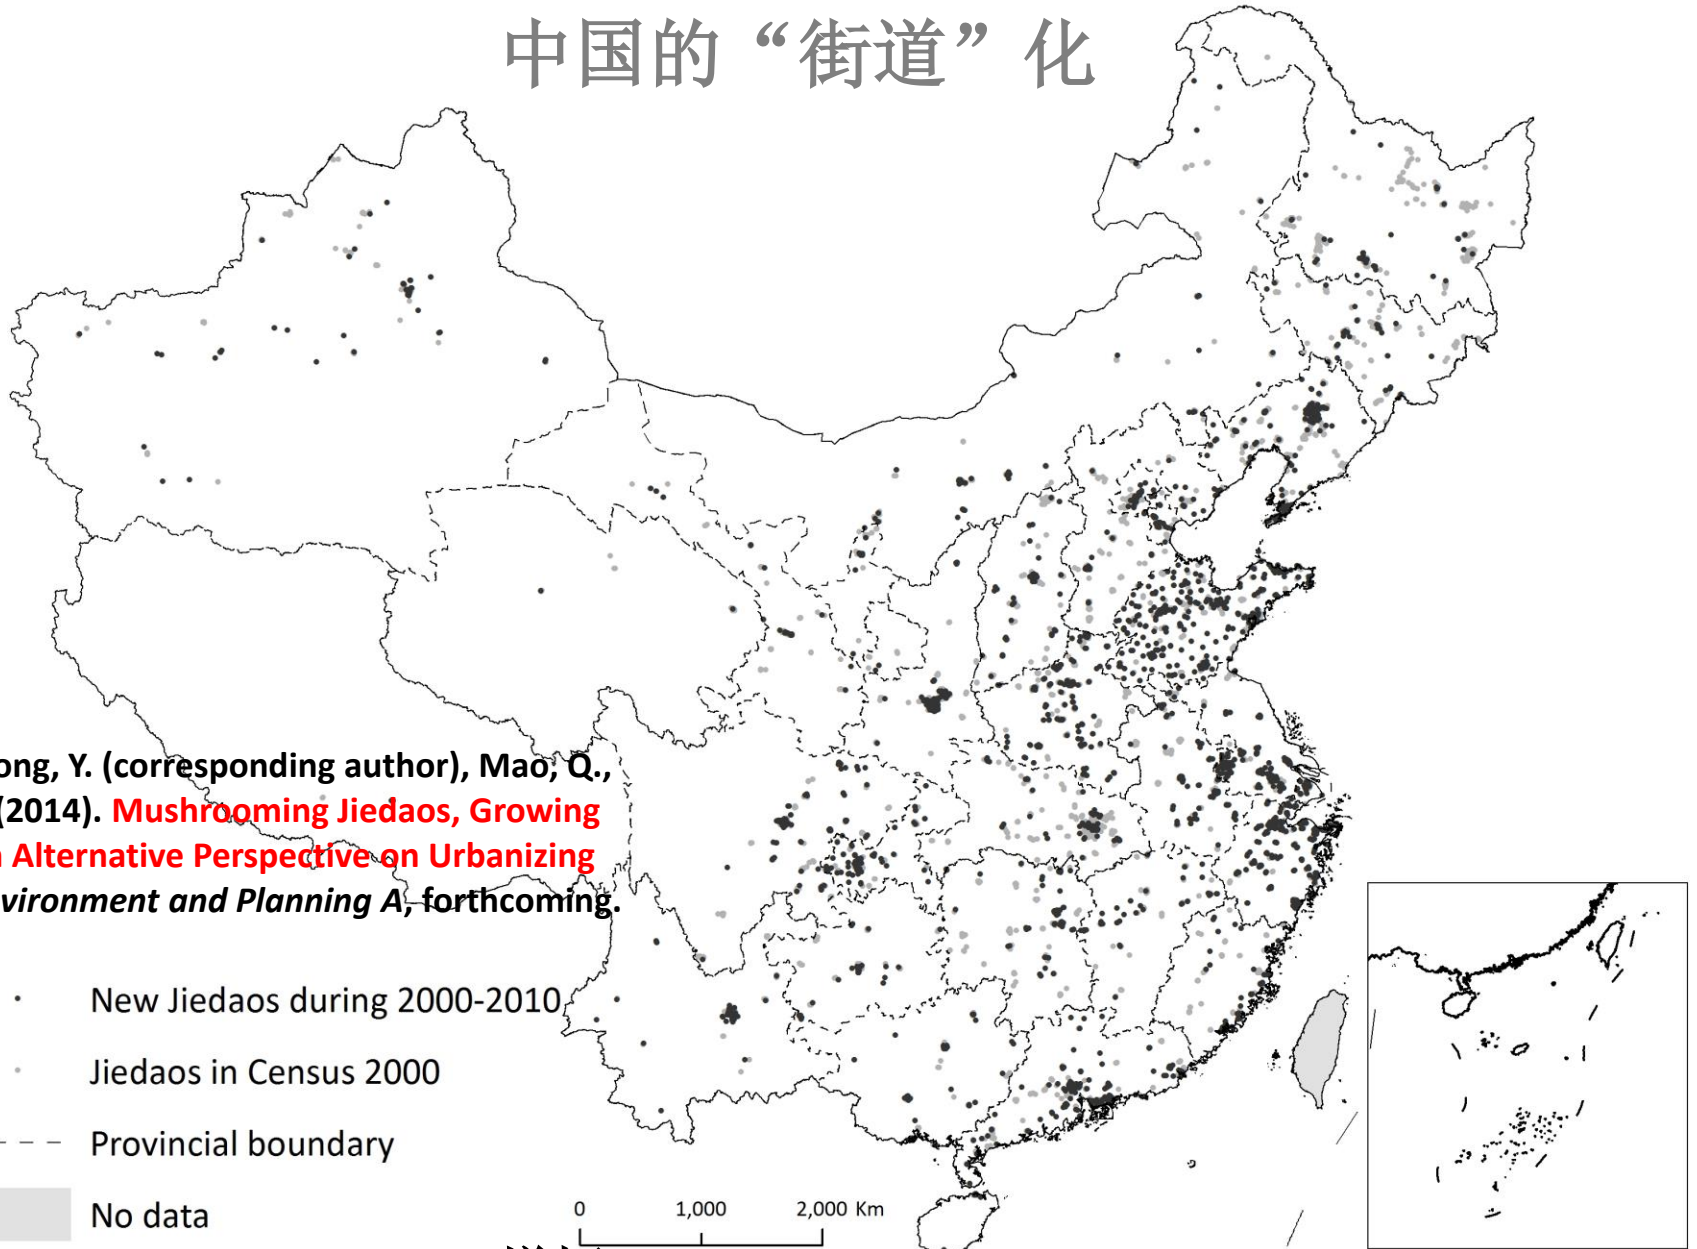 中国的“街道”化
ong, Y. (corresponding author), Mao, Q.,
(2014). Mushrooming Jiedaos, Growing
Alternative Perspective on Urbanizing
vironment and Planning A, forthcoming.
New Jiedaos during 2000-2010
Jiedaos in Census 2000
Provincial boundary
No data
0 1,000 2,000 Km